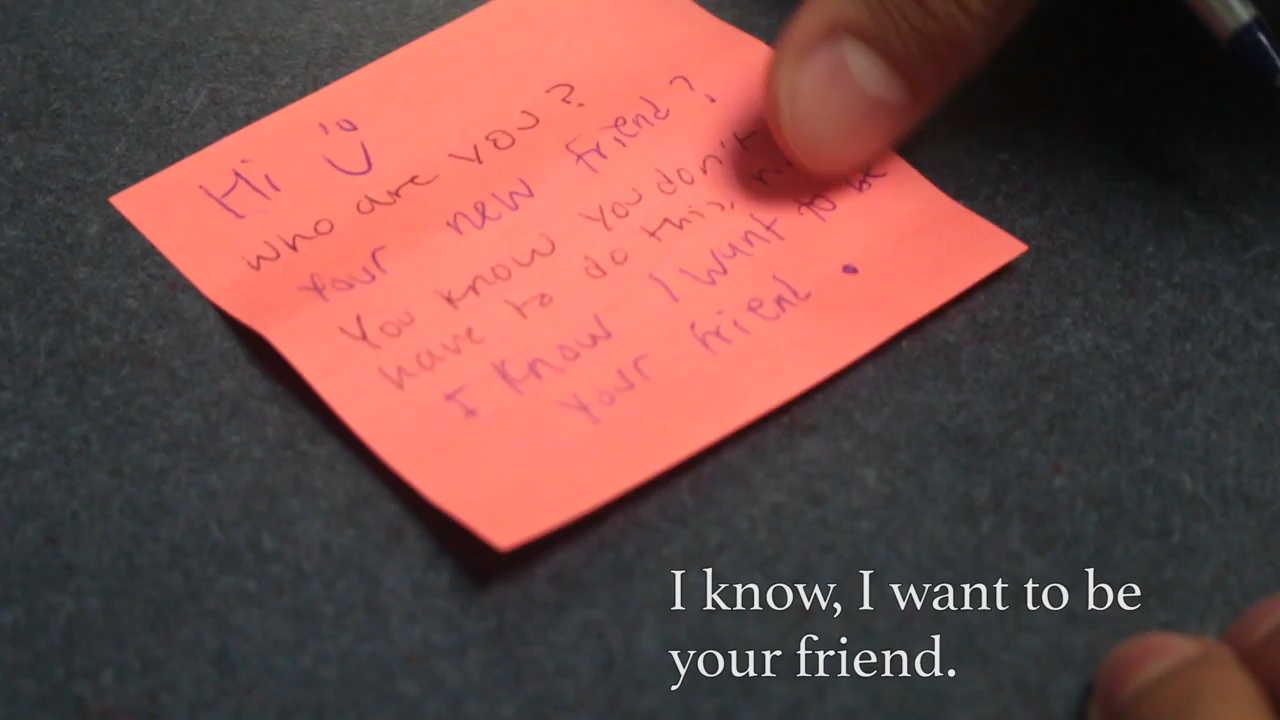 Hi
who are you?
Your new friend?
You know you don't
have to do this,
I know I want to be
your friend.
I know, I want to be
your friend.